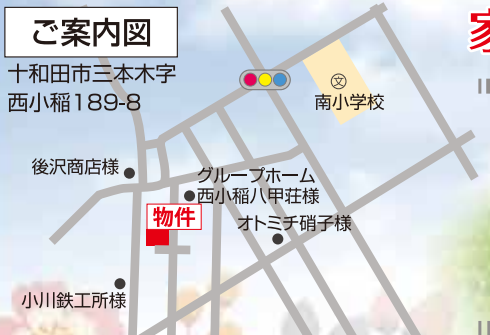 ご案内図
十和田市三本木字
西小稲189-8
家
文
南小学校
後沢商店様
グループホーム
西小稲八甲荘様
物件
オトミチ硝子様
小川鉄工所様